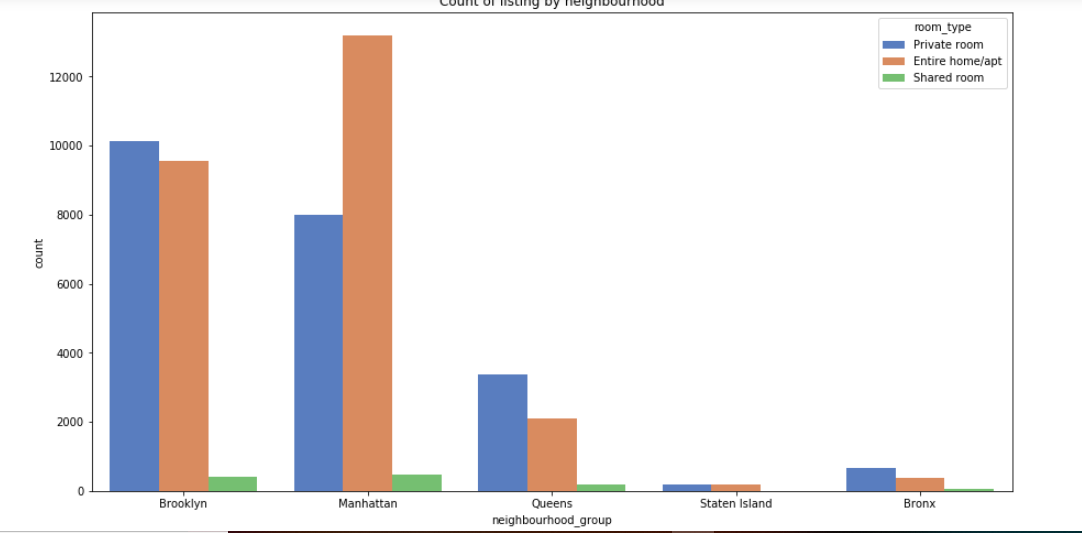 Count of listing by neighbourhood
room_type
Private room
Entire home/apt
Shared room
12000
10000
8000
6000
4000
2000
0
count
Brooklyn Manhattan Queens Staten Island Bronx
neighbourhood_group